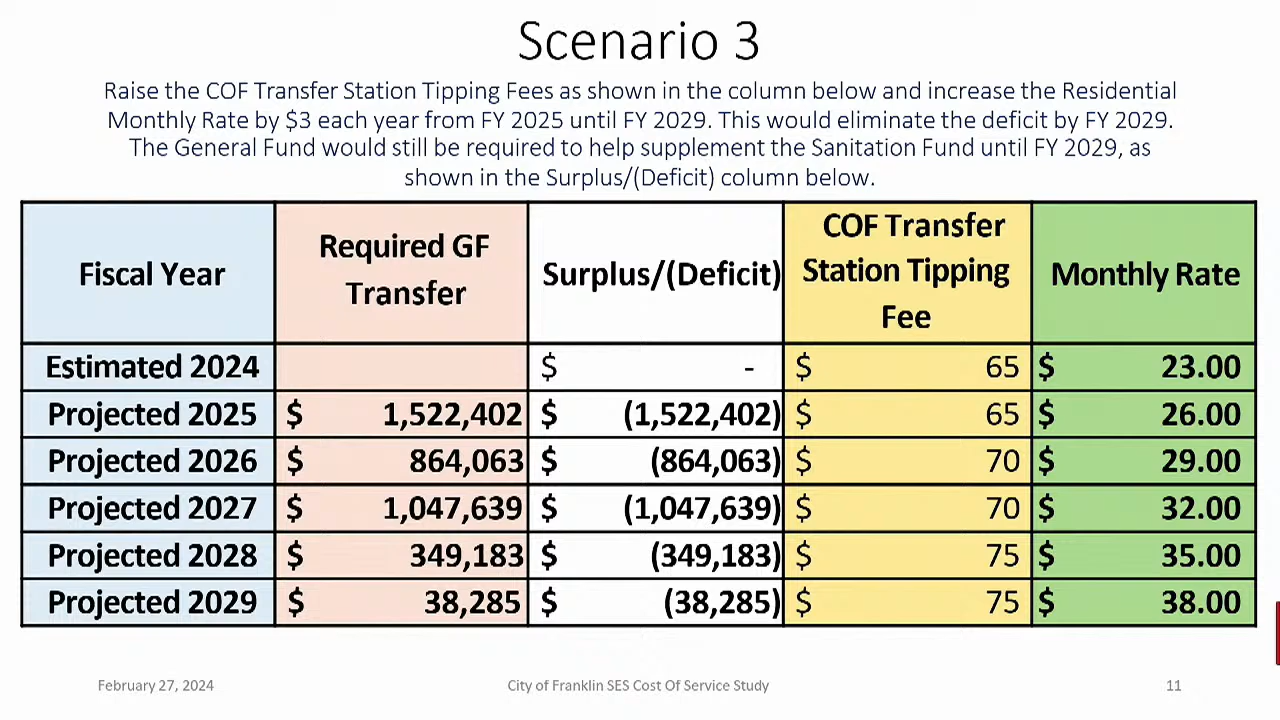 Scenario 3
Raise the COF Transfer Station Tipping Fees as shown in the column below and increase the Residential
Monthly Rate by $3 each year from FY 2025 until FY 2029. This would eliminate the deficit by FY 2029.
The General Fund would still be required to help supplement the Sanitation Fund until FY 2029, as
shown in the Surplus/(Deficit) column below.
Fiscal Year Required GF Transfer Surplus/(Deficit) COF Transfer Station Tipping Fee Monthly Rate
Estimated 2024 $ - $ 65 $ 23.00
Projected 2025 $ 1,522,402 $ (1,522,402) $ 65 $ 26.00
Projected 2026 $ 864,063 $ (864,063) $ 70 $ 29.00
Projected 2027 $ 1,047,639 $ (1,047,639) $ 70 $ 32.00
Projected 2028 $ 349,183 $ (349,183) $ 75 $ 35.00
Projected 2029 $ 38,285 $ (38,285) $ 75 $ 38.00
February 27, 2024 City of Franklin SES Cost Of Service Study 11